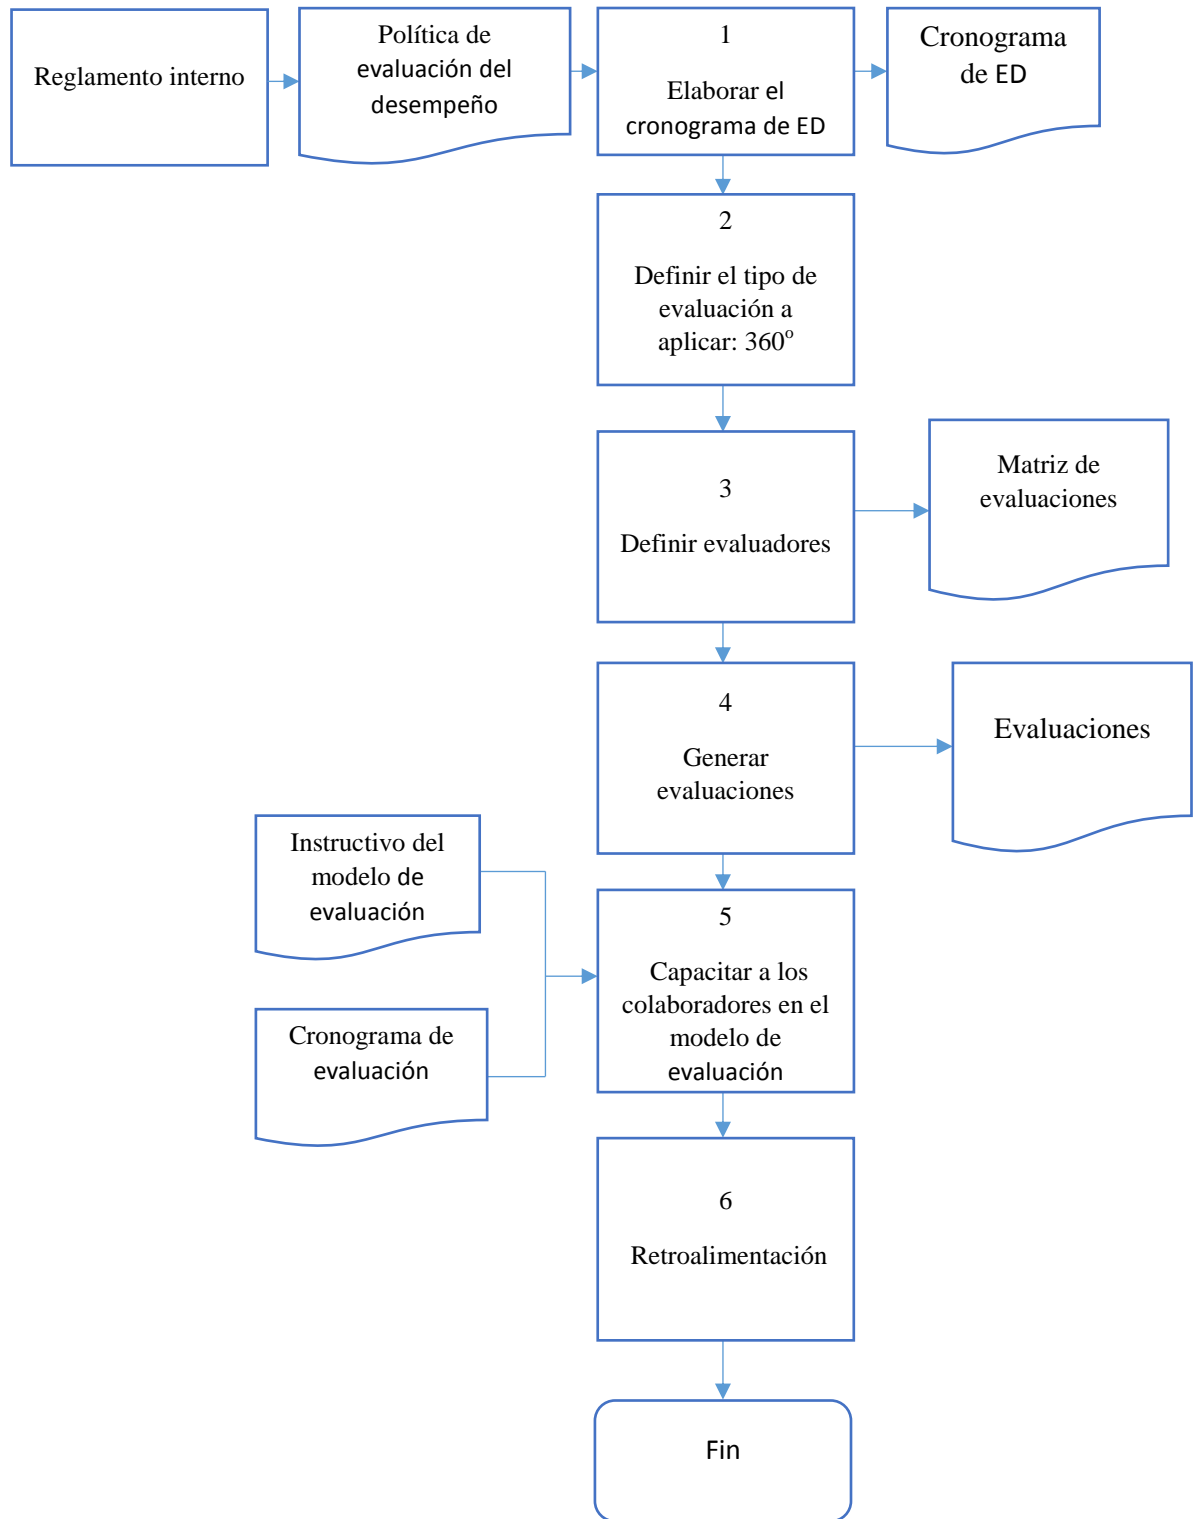 Reglamento interno
Política de
evaluación del
desempeño
1
Elaborar el
cronograma de ED
Cronograma
de ED
2
Definir el tipo de
evaluación a
aplicar: 360°
3
Definir evaluadores
Matriz de
evaluaciones
4
Generar
evaluaciones
Evaluaciones
Instructivo del
modelo de
evaluación
Cronograma de
evaluación
5
Capacitar a los
colaboradores en el
modelo de
evaluación
6
Retroalimentación
Fin